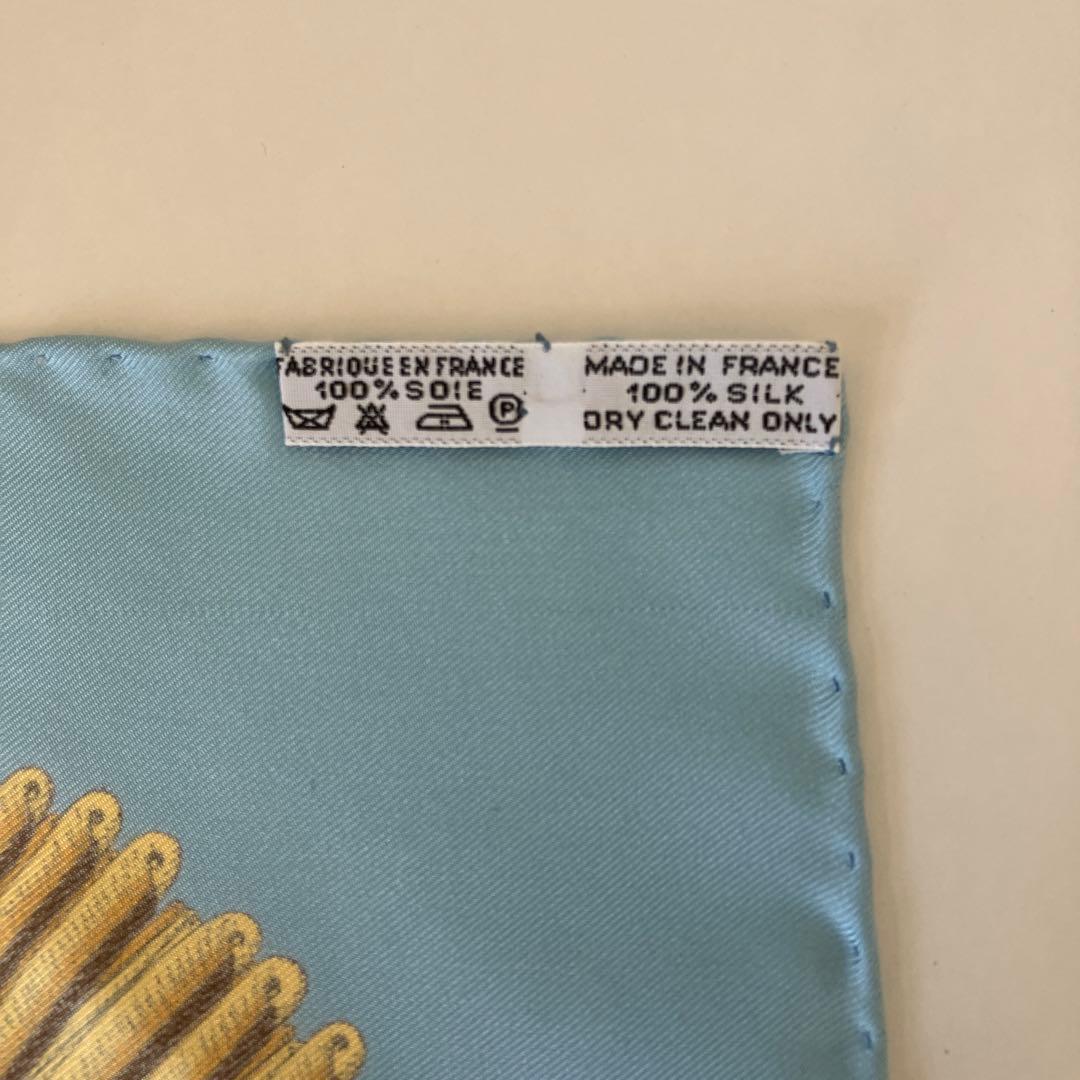 FABRIQUE EN FRANCE
100% SOIE
P
MADE IN FRANCE
100% SILK
DRY CLEAN ONLY